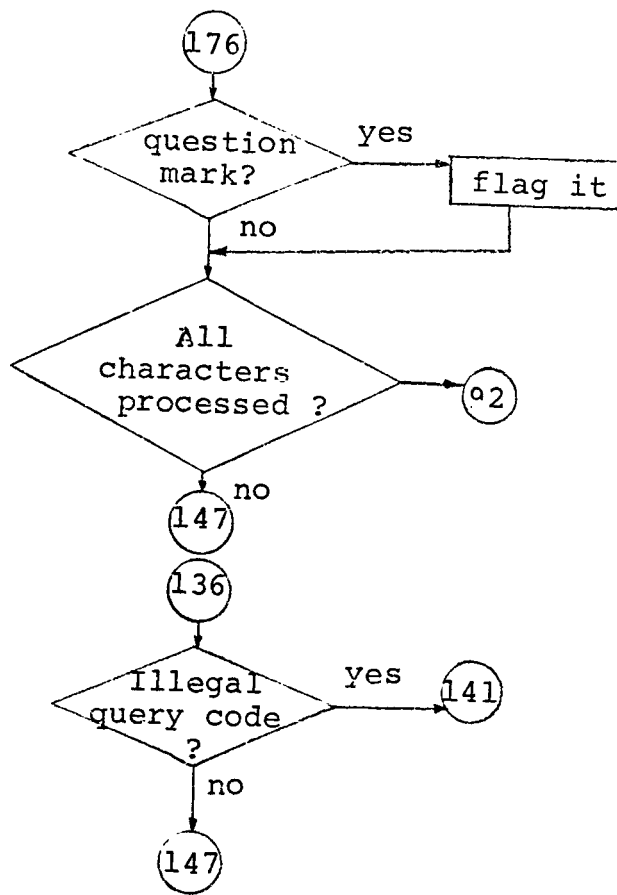 176
question
mark?
yes
flag it
no
All
characters
processed ?
92
no
147
136
Illegal
query code
?
yes
141
no
147